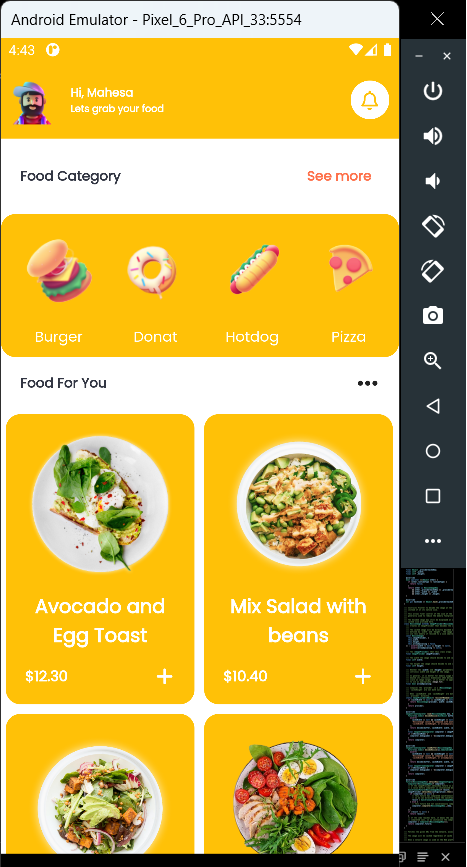 Android Emulator - Pixel_6_Pro_API_33:5554
4:43
Hi, Mahesa
Lets grab your food
Food Category
See more
Burger
Donat
Hotdog
Pizza
Food For You
Avocado and
Egg Toast
Mix Salad with
beans
$12.30
$10.40